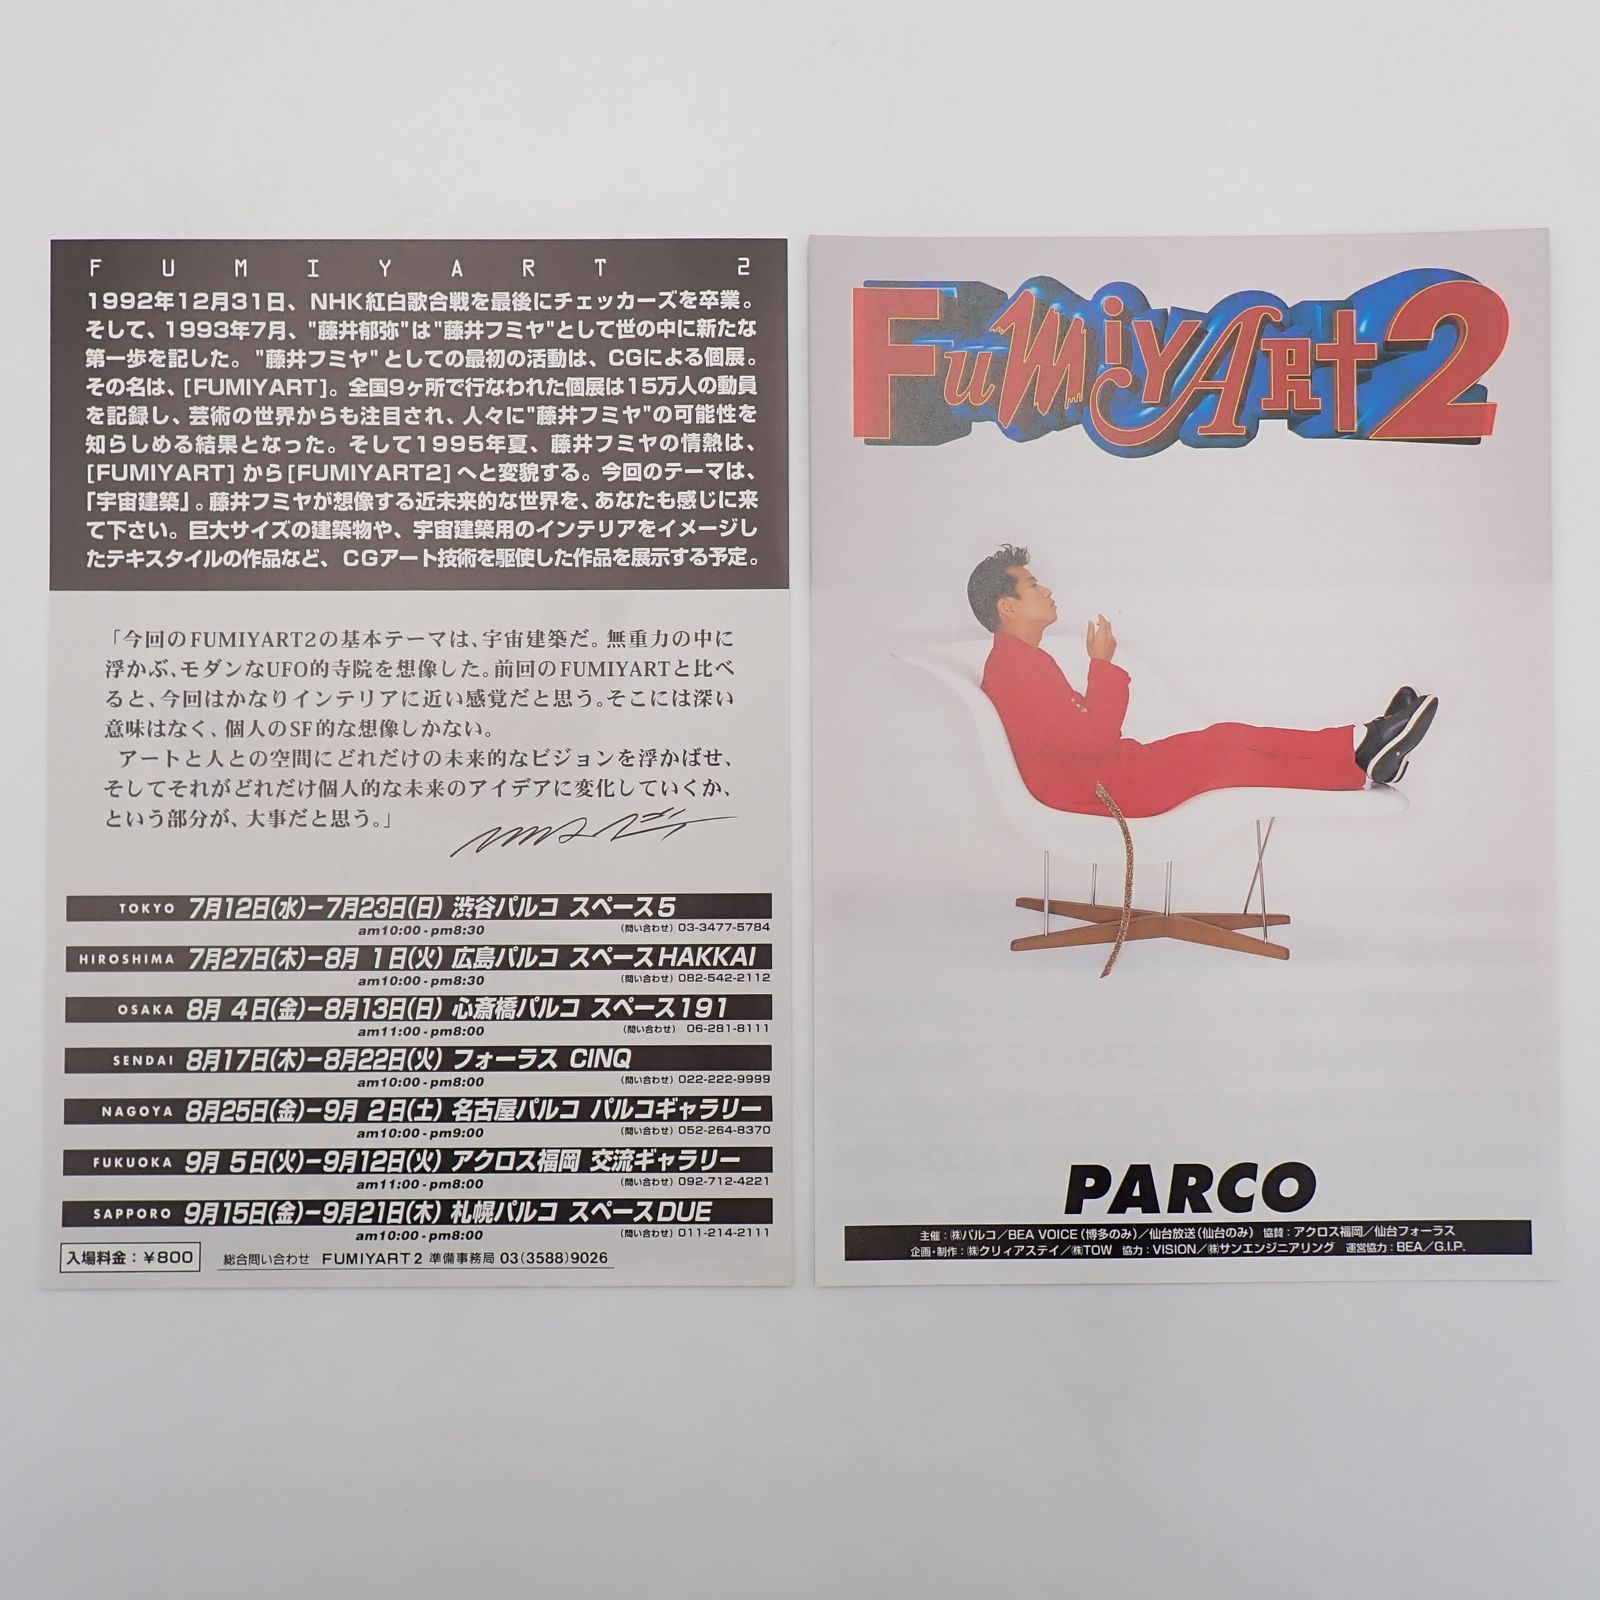 FUMIYART 2
1992年12月31日、NHK紅白歌合戦を最後にチェッカーズを卒業。
そして、1993年7月、"藤井郁弥"は"藤井フミヤ"として世の中に新たな
第一歩を記した。"藤井フミヤ"としての最初の活動は、CGによる個展。
その名は、[FUMIYART]。全国9ヶ所で行なわれた個展は15万人の動員
を記録し、芸術の世界からも注目され、人々に"藤井フミヤ"の可能性を
知らしめる結果となった。そして1995年夏、藤井フミヤの情熱は、
[FUMIYART]から[FUMIYART2]へと変貌する。今回のテーマは、
「宇宙建築」。藤井フミヤが想像する近未来的な世界を、あなたも感じに来
て下さい。巨大サイズの建築物や、宇宙建築用のインテリアをイメージし
たテキスタイルの作品など、CGアート技術を駆使した作品を展示する予定。
「今回のFUMIYART2の基本テーマは、宇宙建築だ。無重力の中に
浮かぶ、モダンなUFO的寺院を想像した。前回のFUMIYARTと比べ
ると、今回はかなりインテリアに近い感覚だと思う。そこには深い
意味はなく、個人のSF的な想像しかない。
アートと人との空間にどれだけの未来的なビジョンを浮かばせ、
そしてそれがどれだけ個人的な未来のアイデアに変化していくか、
という部分が、大事だと思う。」
TOKYO 7月12日(水)−7月23日(日) 渋谷パルコ スペース5
am10:00-pm8:30 (問い合わせ) 03-3477-5784
HIROSHIMA 7月27日(木)−8月 1日(火) 広島パルコ スペースHAKKAI
am10:00-pm8:30 (問い合わせ) 082-542-2112
OSAKA 8月 4日(金)−8月13日(日) 心斎橋パルコ スペース191
am11:00-pm8:00 (問い合わせ) 06-281-8111
SENDAI 8月17日(木)−8月22日(火) フォーラス CINQ
am10:00-pm8:00 (問い合わせ) 022-222-9999
NAGOYA 8月25日(金)−9月 2日(土) 名古屋パルコ パルコギャラリー
am10:00-pm9:00 (問い合わせ) 052-264-8370
FUKUOKA 9月 5日(火)−9月12日(火) アクロス福岡 交流ギャラリー
am11:00-pm8:00 (問い合わせ) 092-712-4221
SAPPORO 9月15日(金)−9月21日(木) 札幌パルコ スペースDUE
am10:00-pm8:00 (問い合わせ) 011-214-2111
入場料金：¥800 総合問い合わせ FUMIYART2 準備事務局 03(3588)9026
FUMiYARt2
PARCO
主催：㈱パルコ／BEA VOICE(博多のみ)／仙台放送(仙台のみ) 協賛：アクロス福岡／仙台フォーラス
企画・制作：㈱クリィアステイ／㈱TOW 協力：VISION／㈱サンエンジニアリング 運営協力：BEA／G.I.P.